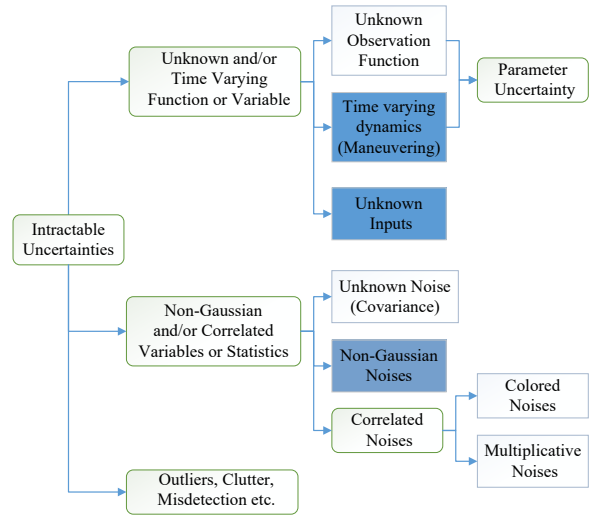 Intractable
Uncertainties
Unknown and/or
Time Varying
Function or Variable
Unknown
Observation
Function
Time varying
dynamics
(Maneuvering)
Unknown
Inputs
Parameter
Uncertainty
Non-Gaussian
and/or Correlated
Variables or Statistics
Unknown Noise
(Covariance)
Non-Gaussian
Noises
Correlated
Noises
Colored
Noises
Multiplicative
Noises
Outliers, Clutter,
Misdetection etc.